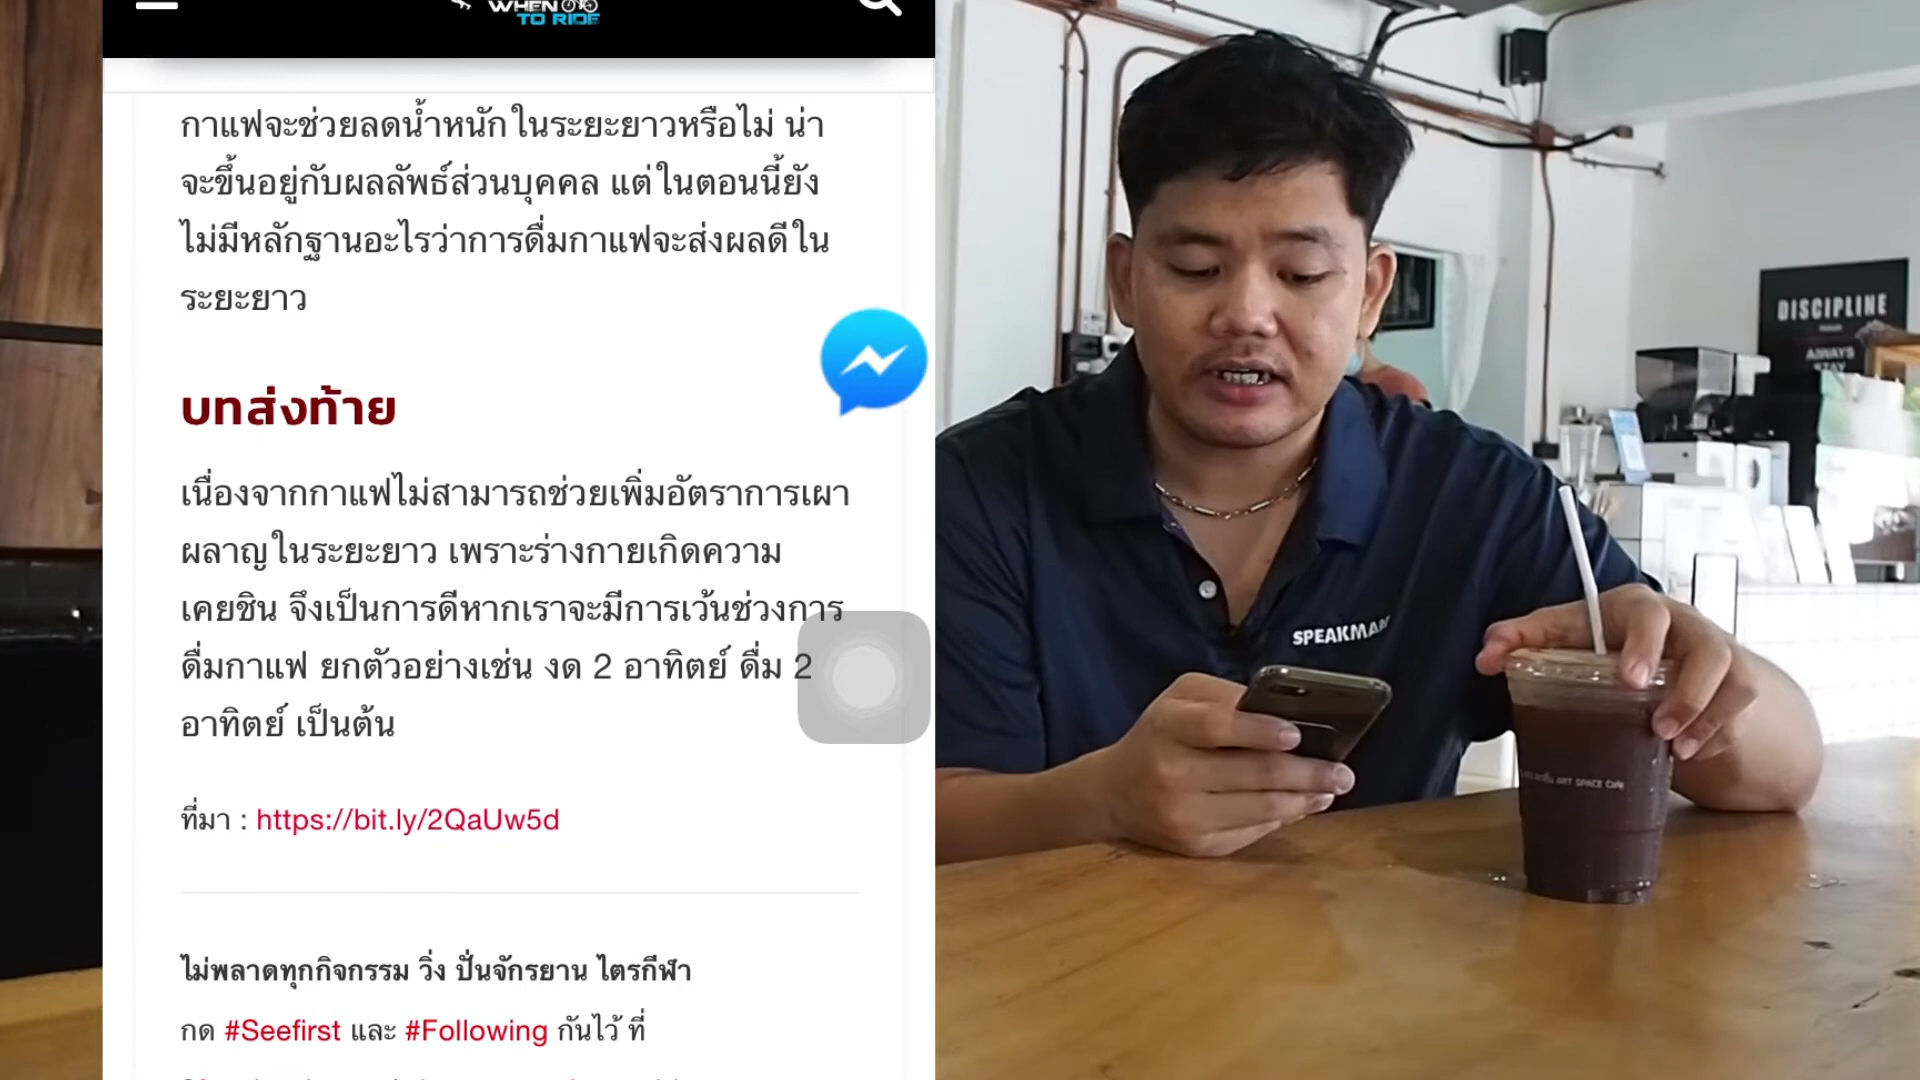 WHEN
TO RIDE
กาแฟจะช่วยลดน้ำหนักในระยะยาวหรือไม่ น่า
จะขึ้นอยู่กับผลลัพธ์ส่วนบุคคล แต่ในตอนนี้ยัง
ไม่มีหลักฐานอะไรว่าการดื่มกาแฟจะส่งผลดีใน
ระยะยาว
บทส่งท้าย
เนื่องจากกาแฟไม่สามารถช่วยเพิ่มอัตราการเผา
ผลาญในระยะยาว เพราะร่างกายเกิดความ
เคยชิน จึงเป็นการดีหากเราจะมีการเว้นช่วงการ
ดื่มกาแฟ ยกตัวอย่างเช่น งด 2 อาทิตย์ ดื่ม 2
อาทิตย์ เป็นต้น
ที่มา : https://bit.ly/2QaUw5d
ไม่พลาดทุกกิจกรรม วิ่ง ปั่นจักรยาน ไตรกีฬา
กด #Seefirst และ #Following กันไว้ ที่
DISCIPLINE
ALWAYS
STAY
SPEAKMAN
ART SPACE Cafe